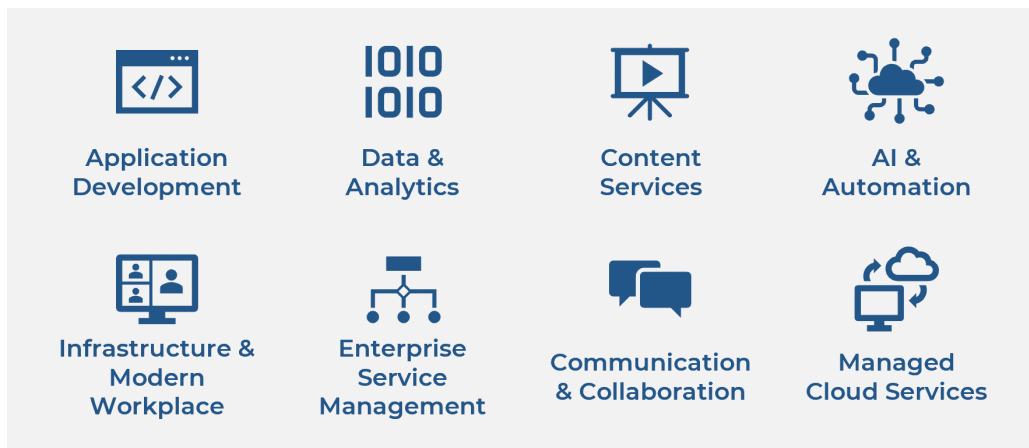 </>
1010
1010
Application
Development
Data &
Analytics
Content
Services
AI &
Automation
Infrastructure &
Modern
Workplace
Enterprise
Service
Management
Communication
& Collaboration
Managed
Cloud Services